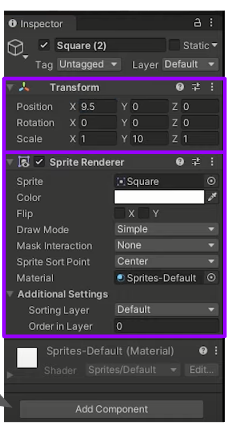 Inspector
Square (2) Static
Tag Untagged Layer Default
Transform
Position X 9.5 Y 0 Z 0
Rotation X 0 Y 0 Z 0
Scale X 1 Y 10 Z 1
Sprite Renderer
Sprite Square
Color
Flip X Y
Draw Mode Simple
Mask Interaction None
Sprite Sort Point Center
Material Sprites-Default
Additional Settings
Sorting Layer Default
Order in Layer 0
Sprites-Default (Material)
Shader Sprites/Default Edit...
Add Component